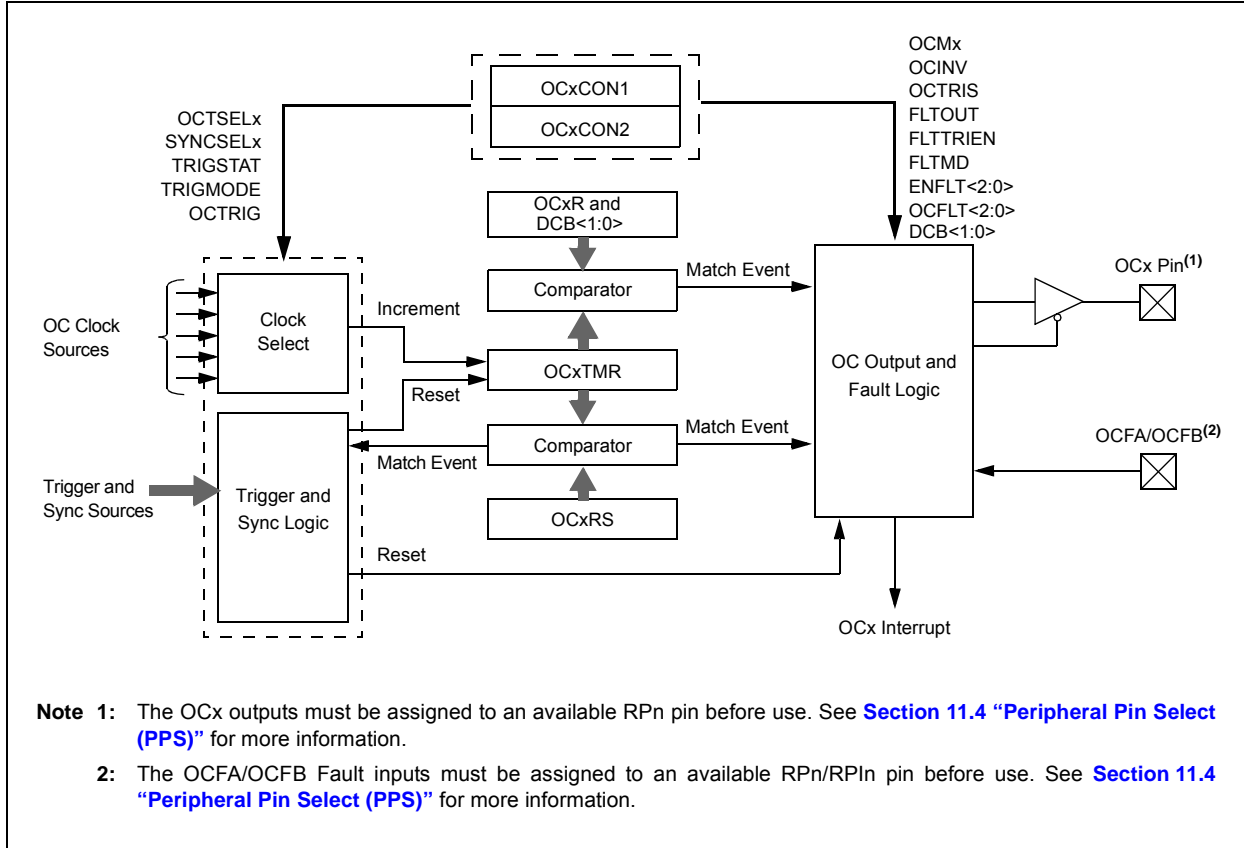 OCxCON1
OCxCON2
OCTSELx
SYNCSELx
TRIGSTAT
TRIGMODE
OCTRIG
OCMx
OCINV
OCTRIS
FLTOUT
FLTTRIEN
FLTMD
ENFLT<2:0>
OCFLT<2:0>
DCB<1:0>
OCxR and
DCB<1:0>
Comparator
Match Event
OCx Pin(1)
OC Clock
Sources
Clock
Select
Increment
OCxTMR
Reset
OC Output and
Fault Logic
Comparator
Match Event
Match Event
OCFA/OCFB(2)
Trigger and
Sync Sources
Trigger and
Sync Logic
OCxRS
Reset
OCx Interrupt
Note 1: The OCx outputs must be assigned to an available RPn pin before use. See Section 11.4 “Peripheral Pin Select
(PPS)” for more information.
2: The OCFA/OCFB Fault inputs must be assigned to an available RPn/RPIn pin before use. See Section 11.4
“Peripheral Pin Select (PPS)” for more information.